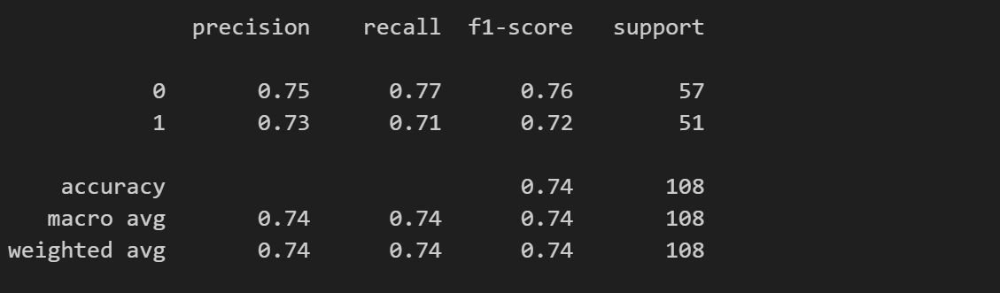 precision recall f1-score support
0 0.75 0.77 0.76 57
1 0.73 0.71 0.72 51
accuracy 0.74 108
macro avg 0.74 0.74 0.74 108
weighted avg 0.74 0.74 0.74 108